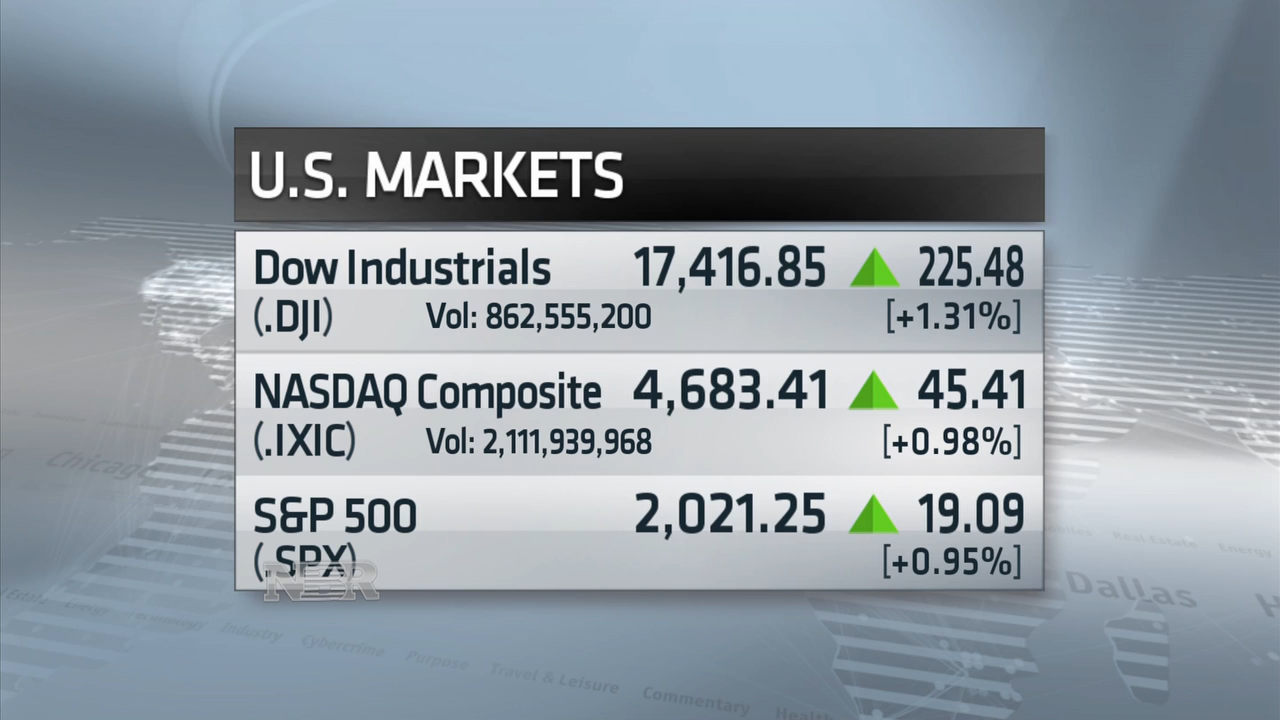 U.S. MARKETS
Dow Industrials 17,416.85 225.48
(.DJI) Vol: 862,555,200 [+1.31%]
NASDAQ Composite 4,683.41 45.41
(.IXIC) Vol: 2,111,939,968 [+0.98%]
S&P 500 2,021.25 19.09
(.SPX) [+0.95%]
NBR
Chicago
Real Estate Energy
Dallas
Energy
Industry Cybercrime Purpose Travel & Leisure Commentary Health